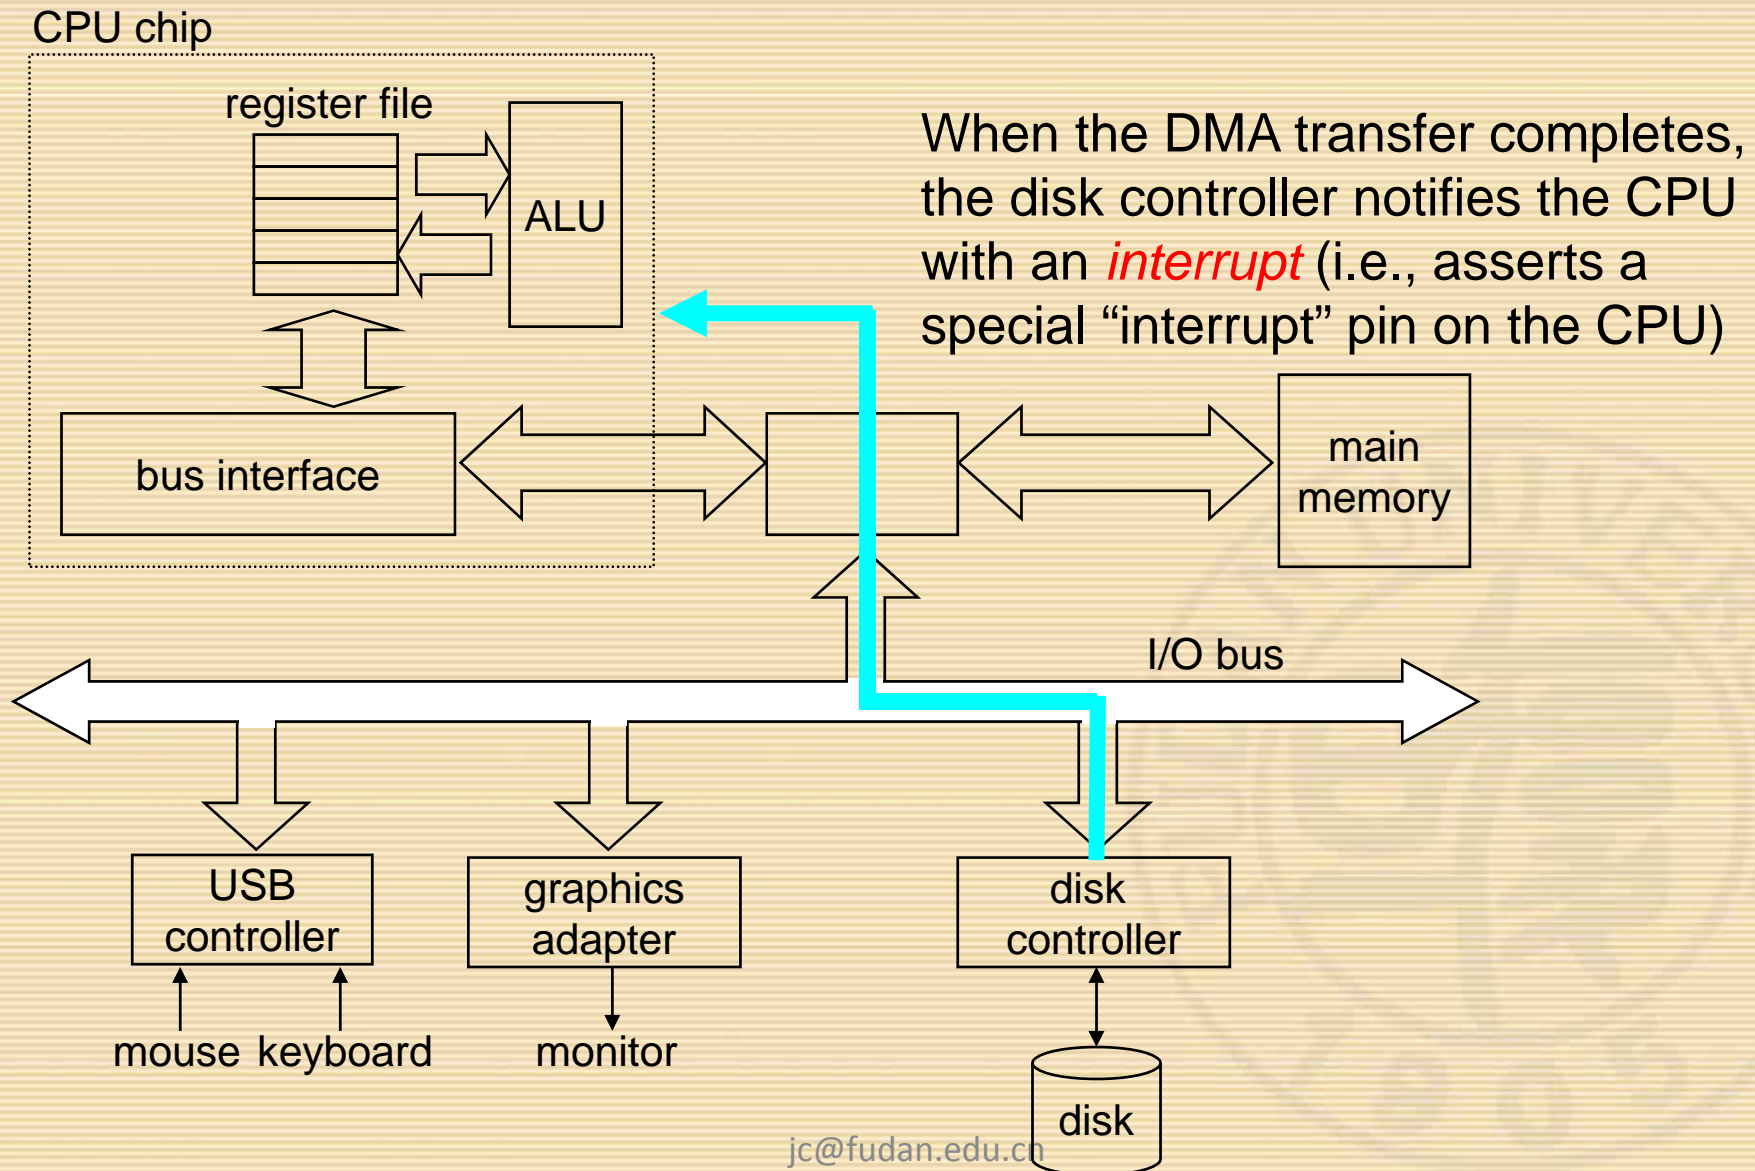 CPU chip
register file
ALU
When the DMA transfer completes,
the disk controller notifies the CPU
with an interrupt (i.e., asserts a
special “interrupt” pin on the CPU)
bus interface
main
memory
I/O bus
USB
controller
graphics
adapter
disk
controller
mouse keyboard
monitor
disk
jc@fudan.edu.cn